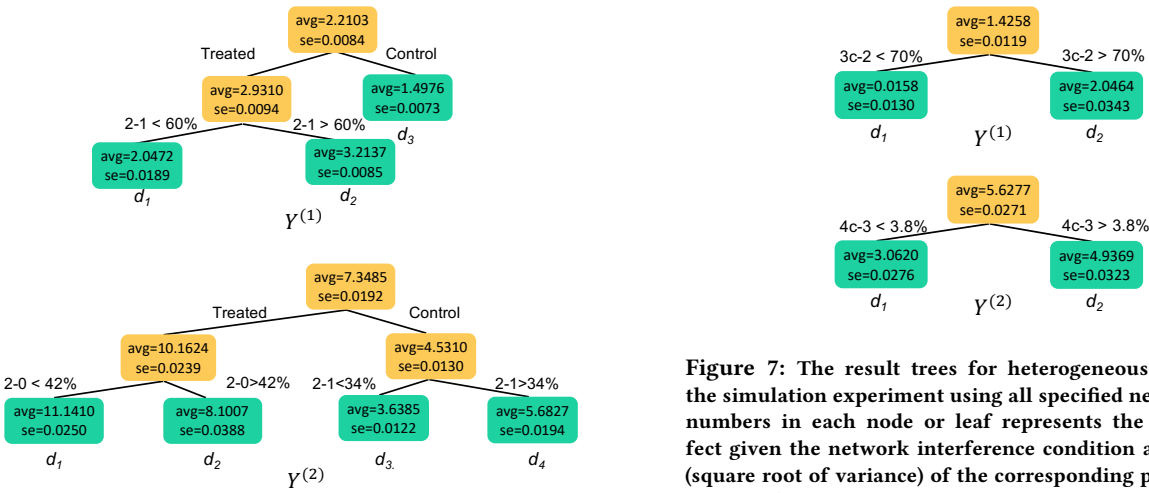 avg=2.2103
se=0.0084
Treated
Control
avg=2.9310
se=0.0094
avg=1.4976
se=0.0073
d3
2-1 < 60%
2-1 > 60%
avg=2.0472
se=0.0189
d1
avg=3.2137
se=0.0085
d2
Y(1)
avg=7.3485
se=0.0192
Treated
Control
avg=10.1624
se=0.0239
avg=4.5310
se=0.0130
2-0 < 42%
2-0>42%
2-1<34%
2-1>34%
avg=11.1410
se=0.0250
avg=8.1007
se=0.0388
avg=3.6385
se=0.0122
avg=5.6827
se=0.0194
d1
d2
d3.
d4
Y(2)
avg=1.4258
se=0.0119
3c-2 < 70%
3c-2 > 70%
avg=0.0158
se=0.0130
avg=2.0464
se=0.0343
d1
Y(1)
d2
avg=5.6277
se=0.0271
4c-3 < 3.8%
4c-3 > 3.8%
avg=3.0620
se=0.0276
avg=4.9369
se=0.0323
d1
Y(2)
d2
Figure 7: The result trees for heterogeneous
the simulation experiment using all specified ne
numbers in each node or leaf represents the
fect given the network interference condition a
(square root of variance) of the corresponding p